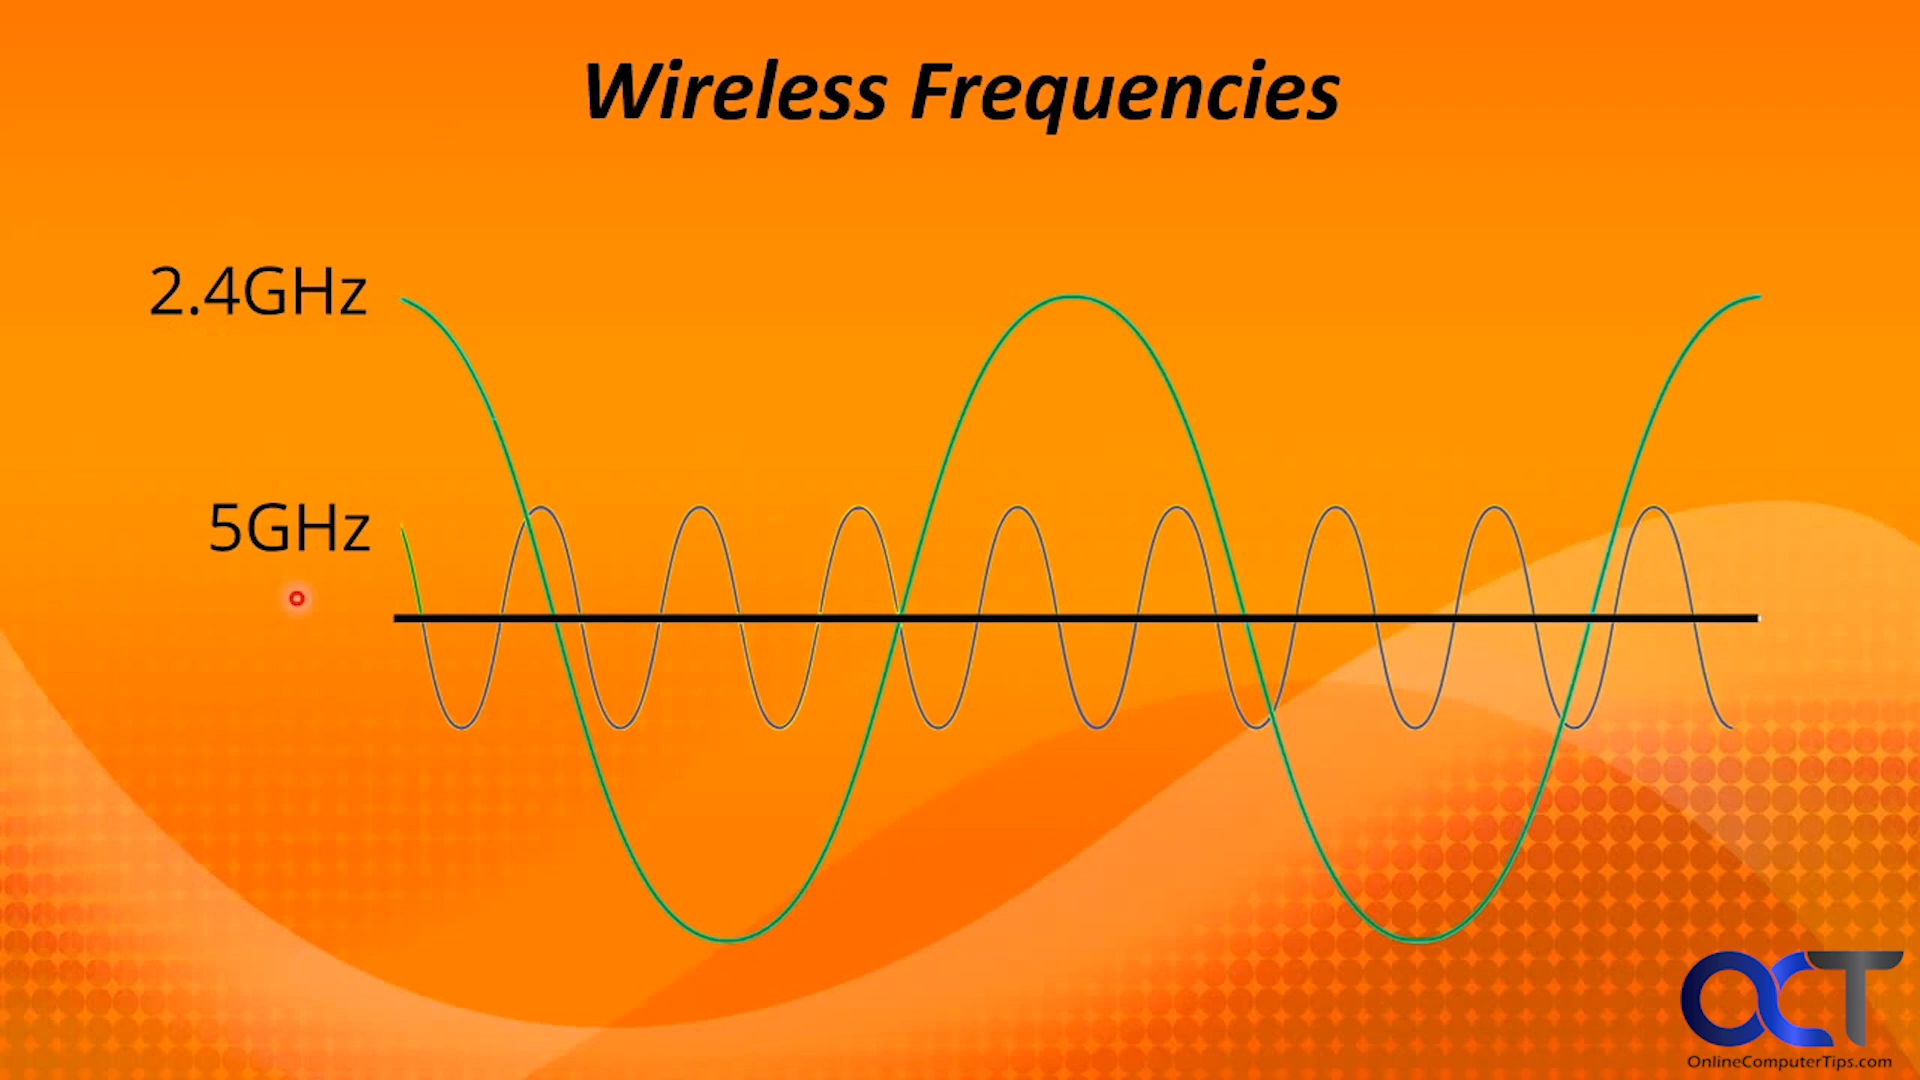 Wireless Frequencies
2.4GHz
5GHz
OCT
OnlineComputerTips.com